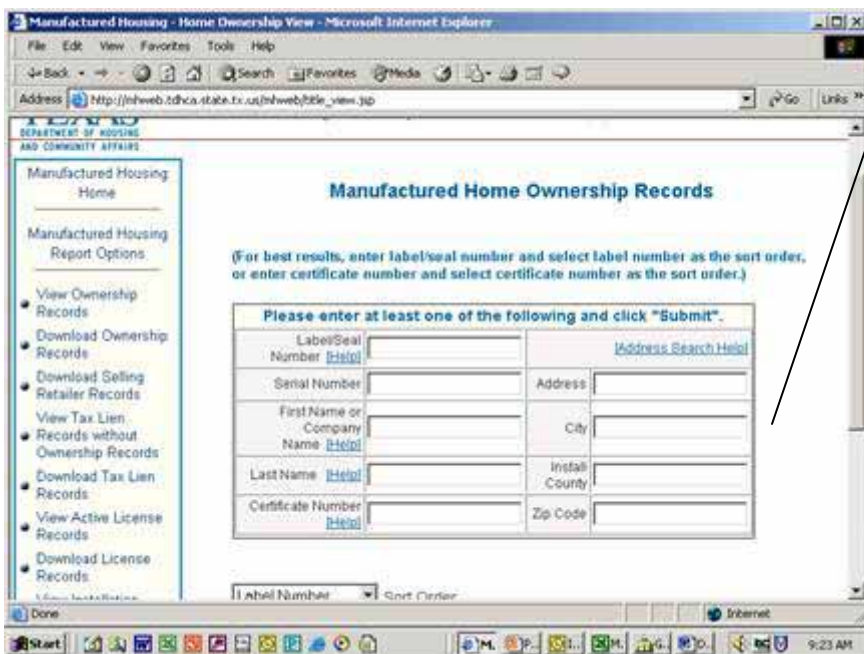 Manufactured Housing - Home Ownership View - Microsoft Internet Explorer
File Edit View Favorites Tools Help
Back Search Favorites Media
Address http://mhweb.tdhca.state.tx.us/mhweb/title_view.jsp Go Links
DEPARTMENT OF HOUSING
AND COMMUNITY AFFAIRS
Manufactured Housing
Home
Manufactured Housing
Report Options
View Ownership
Records
Download Ownership
Records
Download Selling
Retailer Records
View Tax Lien
Records without
Ownership Records
Download Tax Lien
Records
View Active License
Records
Download License
Records
Manufactured Home Ownership Records
(For best results, enter label/seal number and select label number as the sort order,
or enter certificate number and select certificate number as the sort order.)
Please enter at least one of the following and click "Submit".
Label/Seal
Number [Help]
[Address Search Help]
Serial Number
Address
First Name or
Company
Name [Help]
City
Last Name [Help]
Install
County
Certificate Number
[Help]
Zip Code
Label Number Sort Order
Done Internet
Start 9:23 AM